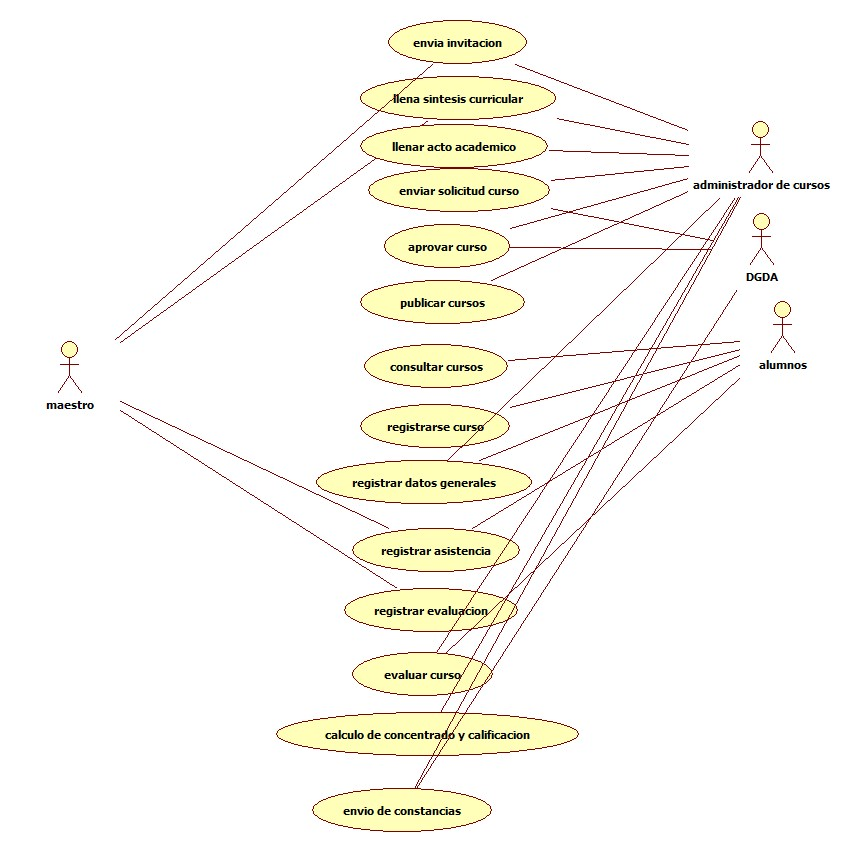 envia invitacion
llena sintesis curricular
llenar acto academico
enviar solicitud curso
administrador de cursos
aprovar curso
DGDA
publicar cursos
consultar cursos
alumnos
maestro
registrarse curso
registrar datos generales
registrar asistencia
registrar evaluacion
evaluar curso
calculo de concentrado y calificacion
envio de constancias